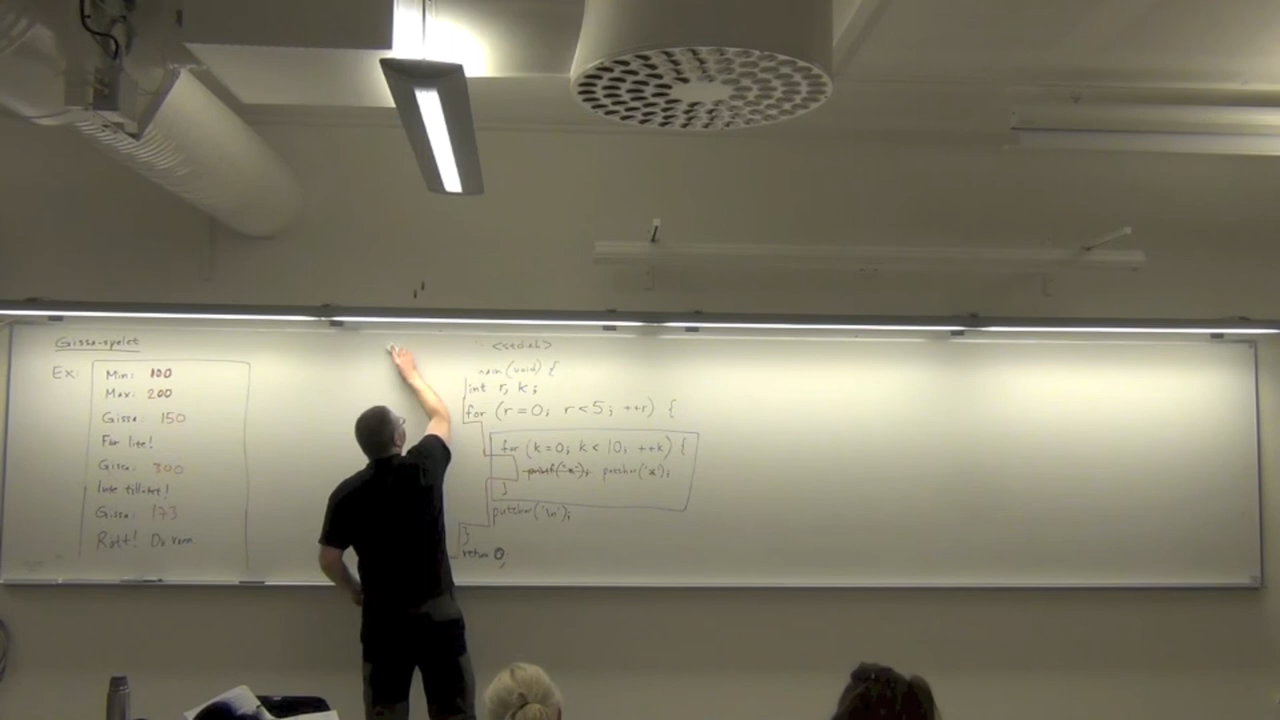 Gissa-spelet
Ex:
Min: 100
Max: 200
Gissa: 150
För lite!
Gissa: 300
Inte tillåtet!
Gissa: 173
Rätt! Du vann
<stdio.h>
main(void) {
int r, k;
for (r=0; r<5; ++r) {
for (k=0; k<10; ++k) {
printf("*"); putchar('*');
}
putchar('\n');
}
return 0;